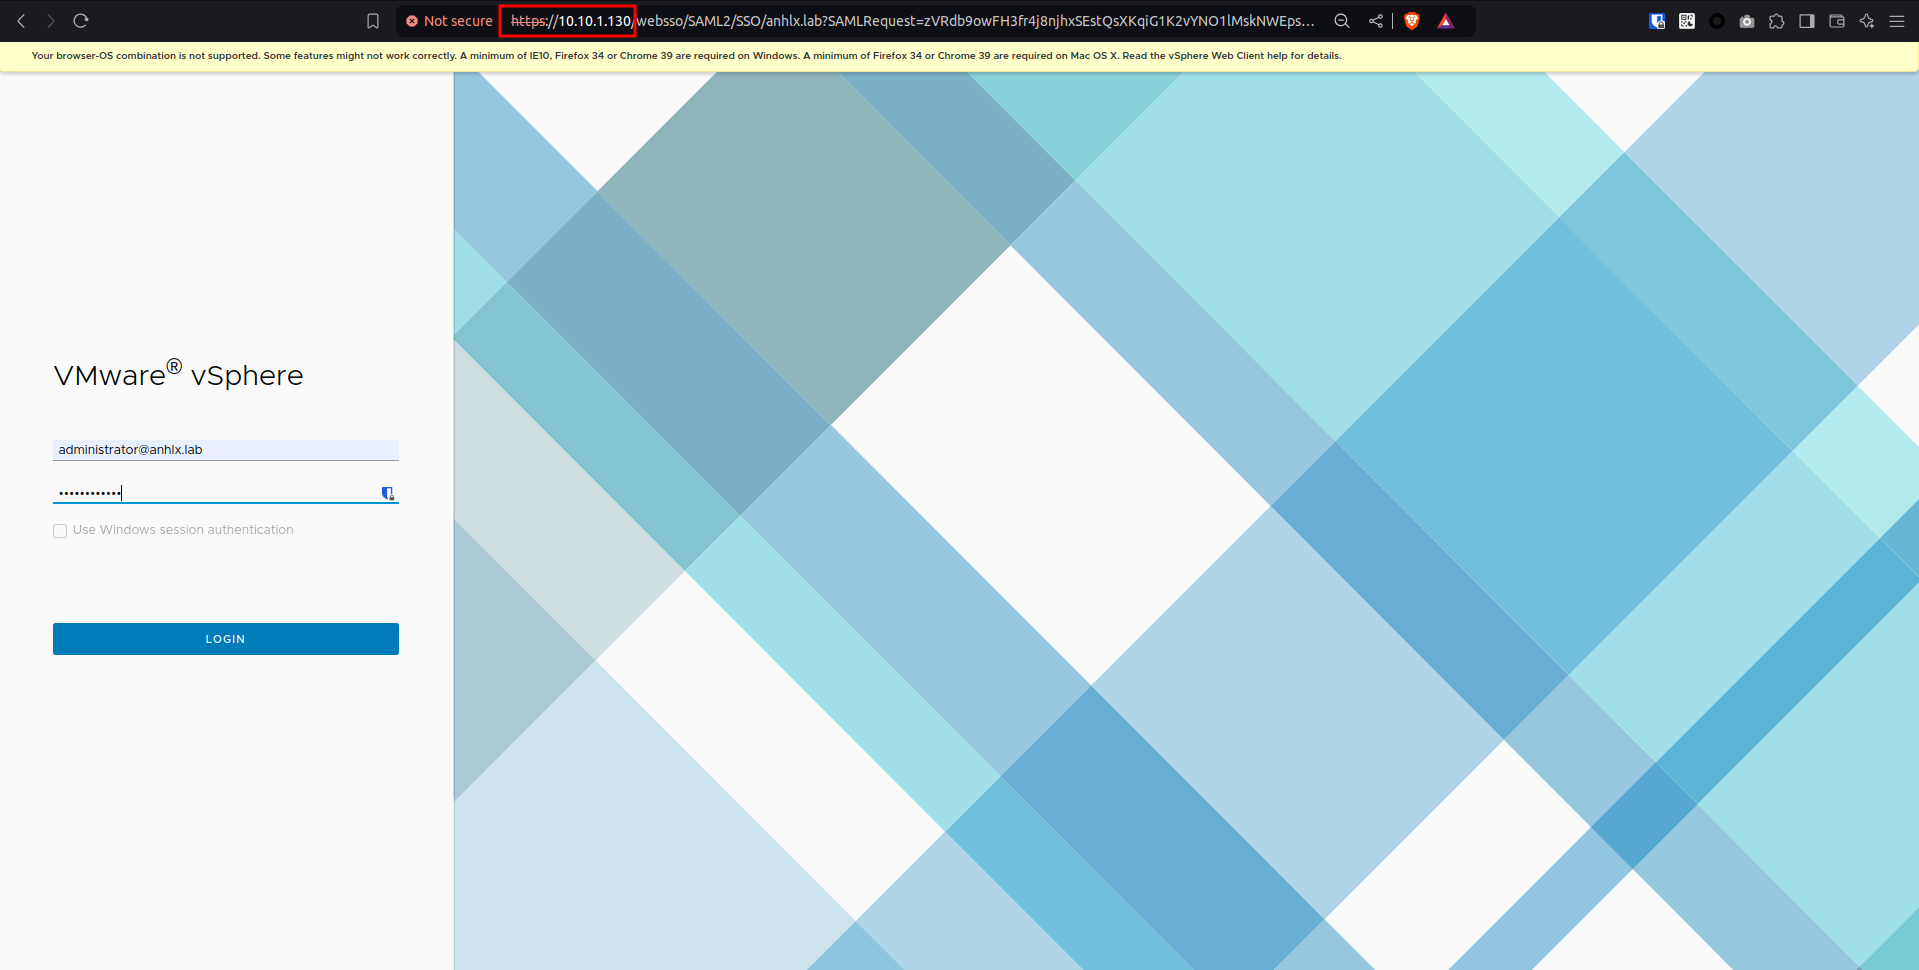 Not secure https://10.10.1.130/websso/SAML2/SSO/anhlx.lab?SAMLRequest=zVRdb9owFH3fr4j8njhxSEstQsXKqiG1K2vYNO1lMskNWEps...
Your browser-OS combination is not supported. Some features might not work correctly. A minimum of IE10, Firefox 34 or Chrome 39 are required on Windows. A minimum of Firefox 34 or Chrome 39 are required on Mac OS X. Read the vSphere Web Client help for details.
VMware® vSphere
administrator@anhlx.lab
Use Windows session authentication
LOGIN